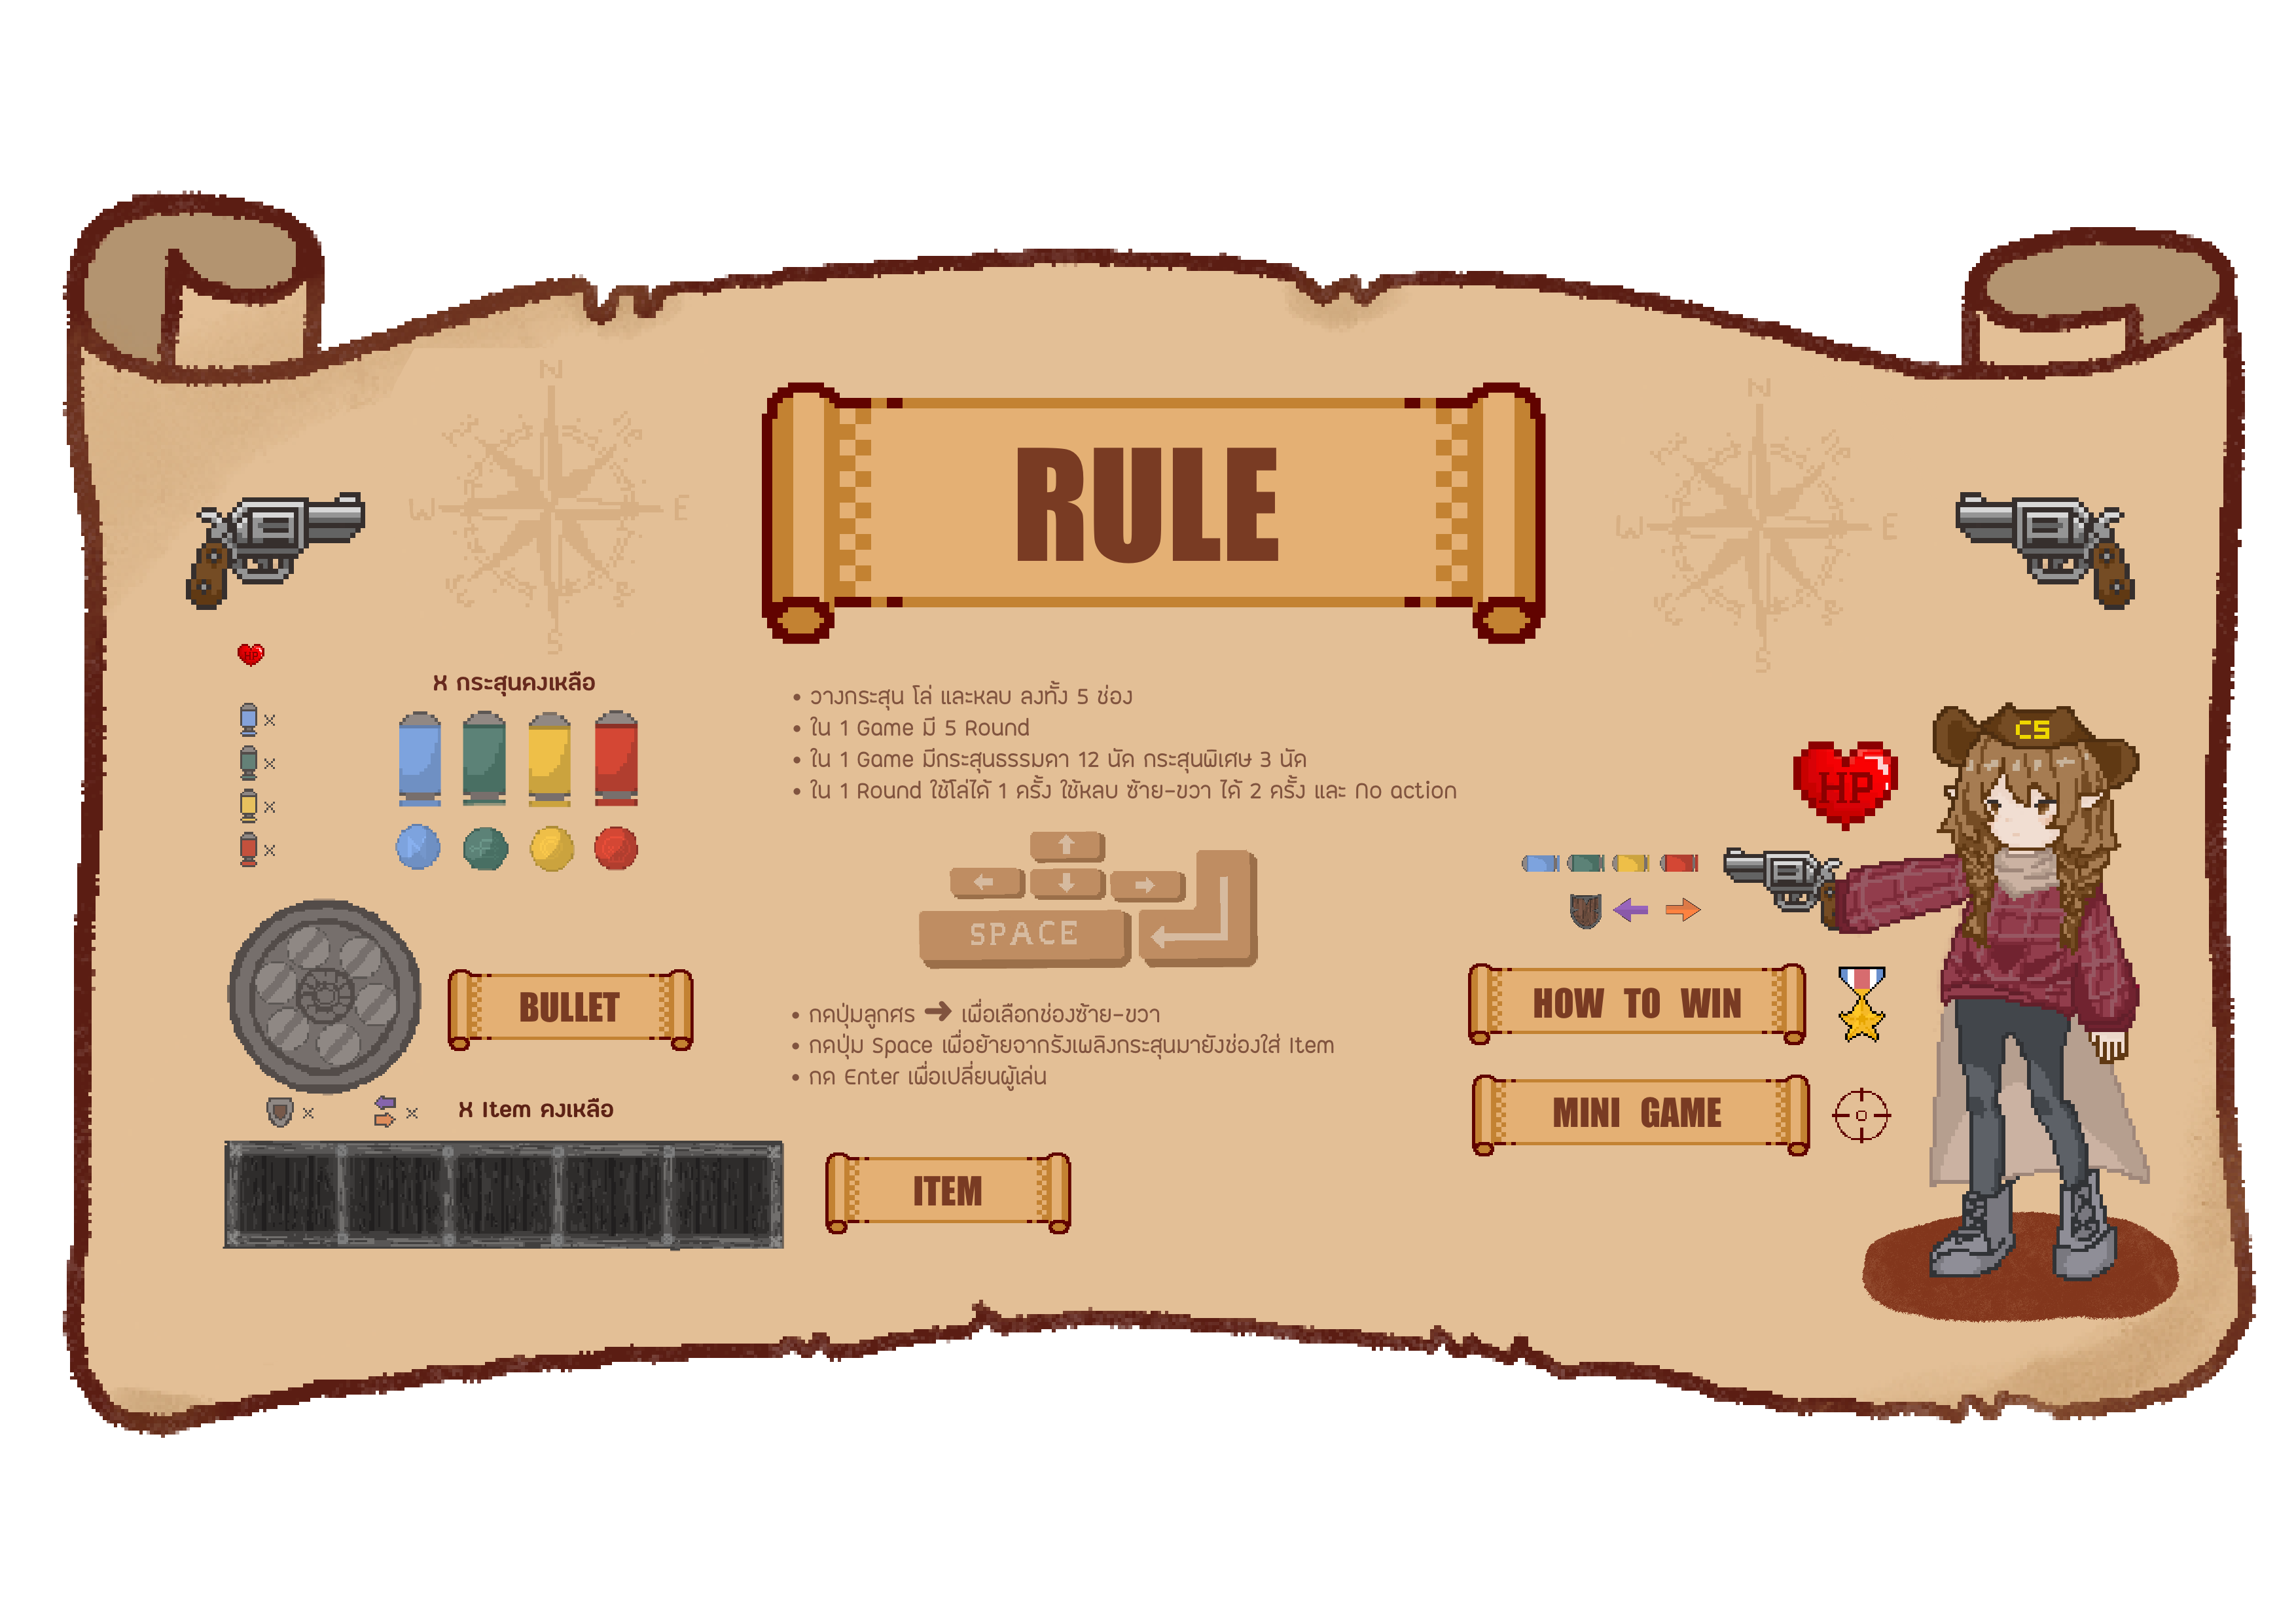 N
W E
S
RULE
N
W E
S
HP
X กระสุนคงเหลือ
×
×
×
×
N F
• วางกระสุน โล่ และหลบ ลงทั้ง 5 ช่อง
• ใน 1 Game มี 5 Round
• ใน 1 Game มีกระสุนธรรมดา 12 นัด กระสุนพิเศษ 3 นัด
• ใน 1 Round ใช้โล่ได้ 1 ครั้ง ใช้หลบ ซ้าย-ขวา ได้ 2 ครั้ง และ No action
SPACE
CS
HP
BULLET
• กดปุ่มลูกศร ➜ เพื่อเลือกช่องซ้าย-ขวา
• กดปุ่ม Space เพื่อย้ายจากรังเพลิงกระสุนมายังช่องใส่ Item
• กด Enter เพื่อเปลี่ยนผู้เล่น
HOW TO WIN
MINI GAME
× × X Item คงเหลือ
ITEM